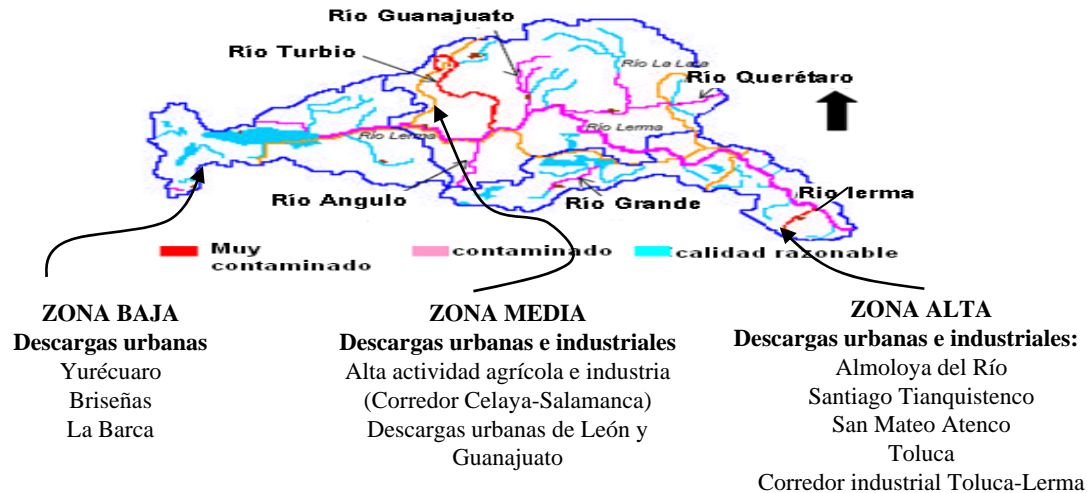 Río Guanajuato
Río Turbio
Río La Laja
Río Querétaro
Río Lerma
Río Lerma
Río Angulo
Río Grande
Rio lerma
Muy contaminado
contaminado
calidad razonable
ZONA BAJA
Descargas urbanas
Yurécuaro
Briseñas
La Barca
ZONA MEDIA
Descargas urbanas e industriales
Alta actividad agrícola e industria
(Corredor Celaya-Salamanca)
Descargas urbanas de León y
Guanajuato
ZONA ALTA
Descargas urbanas e industriales:
Almoloya del Río
Santiago Tianquistenco
San Mateo Atenco
Toluca
Corredor industrial Toluca-Lerma